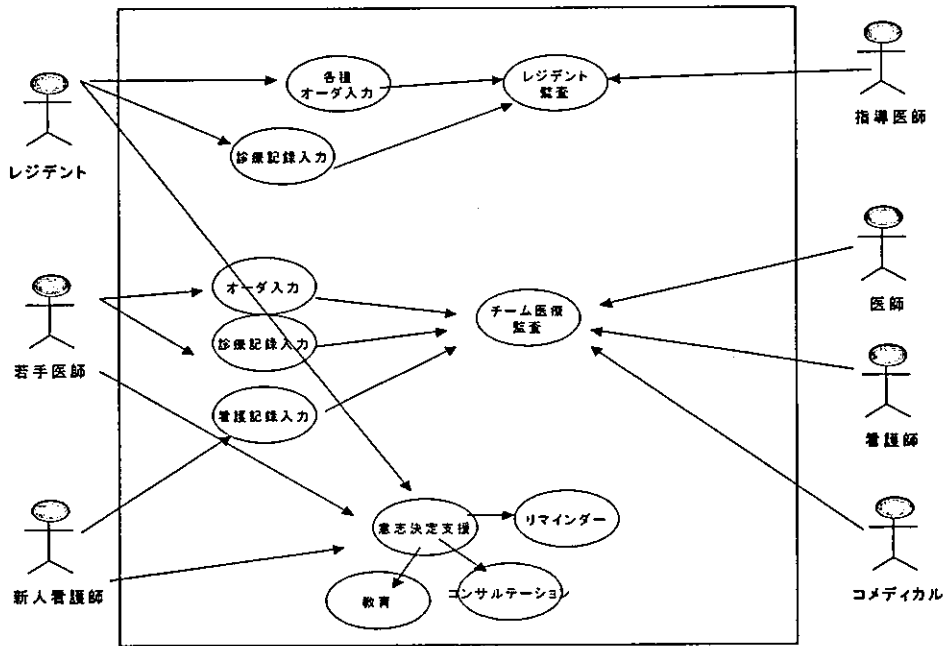 各種
オーダ入力
レジデント
監査
指導医師
レジデント
診療記録入力
医師
オーダ入力
チーム医療
監査
若手医師
診療記録入力
看護師
看護記録入力
意志決定支援
リマインダー
新人看護師
教育
コンサルテーション
コメディカル